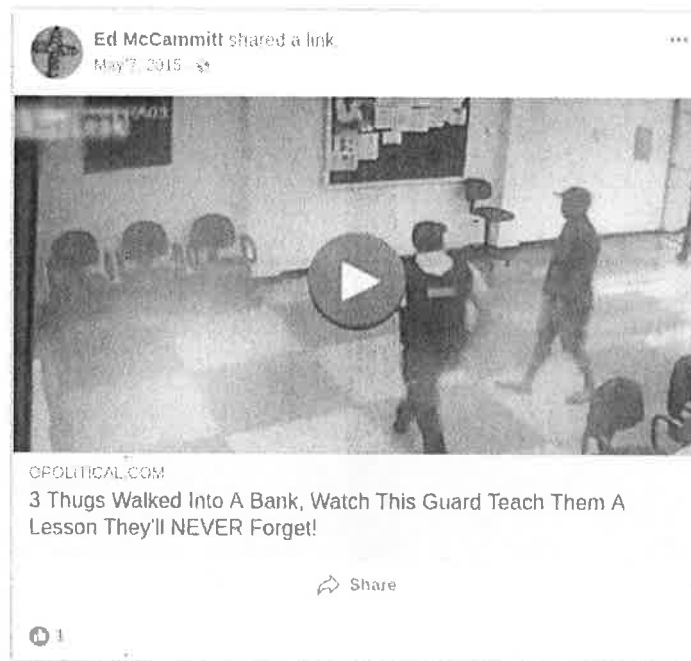 Ed McCammitt shared a link.
May 7, 2015
OPOLITICAL.COM
3 Thugs Walked Into A Bank, Watch This Guard Teach Them A
Lesson They'll NEVER Forget!
Share
1